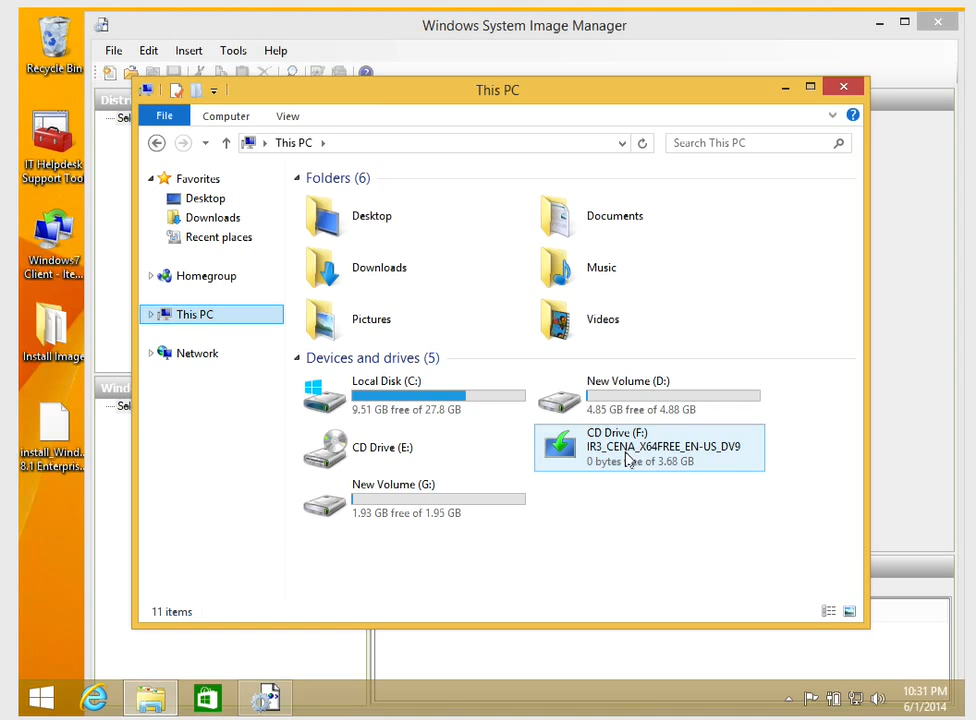 Windows System Image Manager
File Edit Insert Tools Help
Recycle Bin
IT Helpdesk
Support Tool
Windows7
Client - Ite...
Install Image
install_Wind...
8.1 Enterpris...
Distri
Sel
Wind
Sel
This PC
File Computer View
This PC
Search This PC
Favorites
Desktop
Downloads
Recent places
Homegroup
This PC
Network
Folders (6)
Desktop
Documents
Downloads
Music
Pictures
Videos
Devices and drives (5)
Local Disk (C:)
9.51 GB free of 27.8 GB
New Volume (D:)
4.85 GB free of 4.88 GB
CD Drive (E:)
CD Drive (F:)
IR3_CENA_X64FREE_EN-US_DV9
0 bytes free of 3.68 GB
New Volume (G:)
1.93 GB free of 1.95 GB
11 items
10:31 PM
6/1/2014